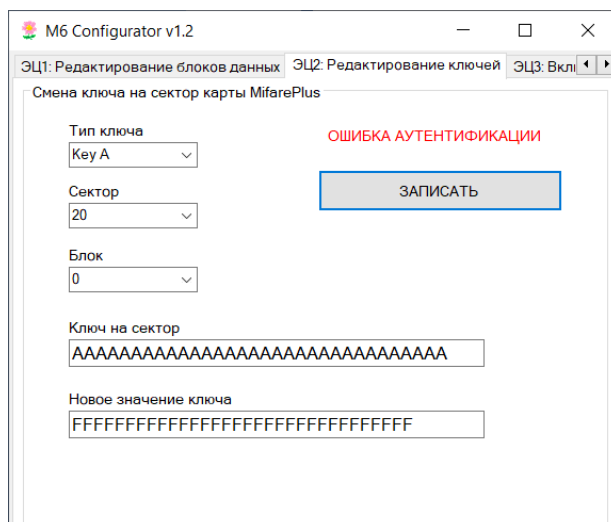 M6 Configurator v1.2
ЭЦ1: Редактирование блоков данных ЭЦ2: Редактирование ключей ЭЦ3: Вклю
Смена ключа на сектор карты MifarePlus
Тип ключа
ОШИБКА АУТЕНТИФИКАЦИИ
Key A
ЗАПИСАТЬ
Сектор
20
Блок
0
Ключ на сектор
AAAAAAAAAAAAAAAAAAAAAAAAAAAAAAAA
Новое значение ключа
FFFFFFFFFFFFFFFFFFFFFFFFFFFFFFFF